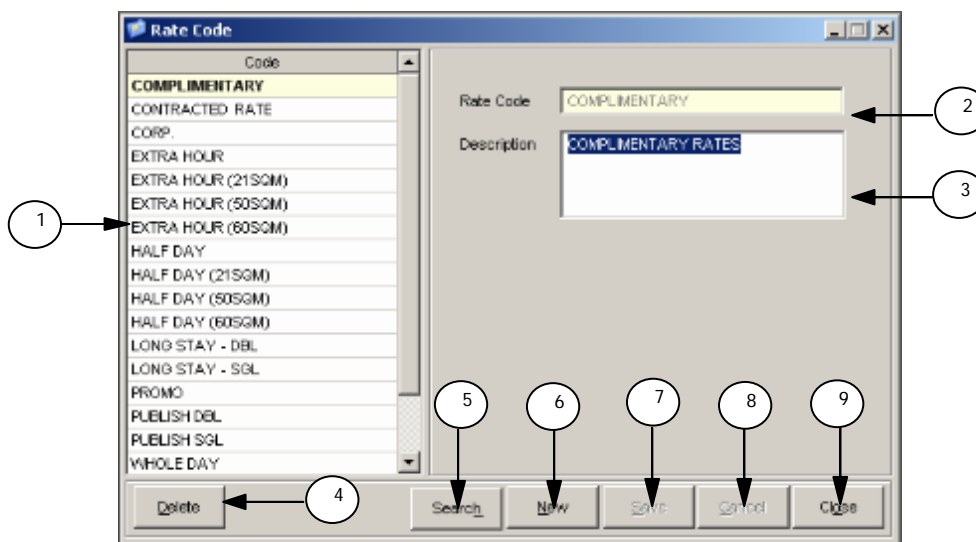 Rate Code
Code
COMPLIMENTARY
CONTRACTED RATE
CORP.
EXTRA HOUR
EXTRA HOUR (21SQM)
EXTRA HOUR (50SQM)
EXTRA HOUR (60SQM)
HALF DAY
HALF DAY (21SQM)
HALF DAY (50SQM)
HALF DAY (60SQM)
LONG STAY - DBL
LONG STAY - SGL
PROMO
PUBLISH DBL
PUBLISH SGL
WHOLE DAY
Rate Code COMPLIMENTARY
Description COMPLIMENTARY RATES
1
2
3
4
5
6
7
8
9
Delete
Search
New
Save
Cancel
Close